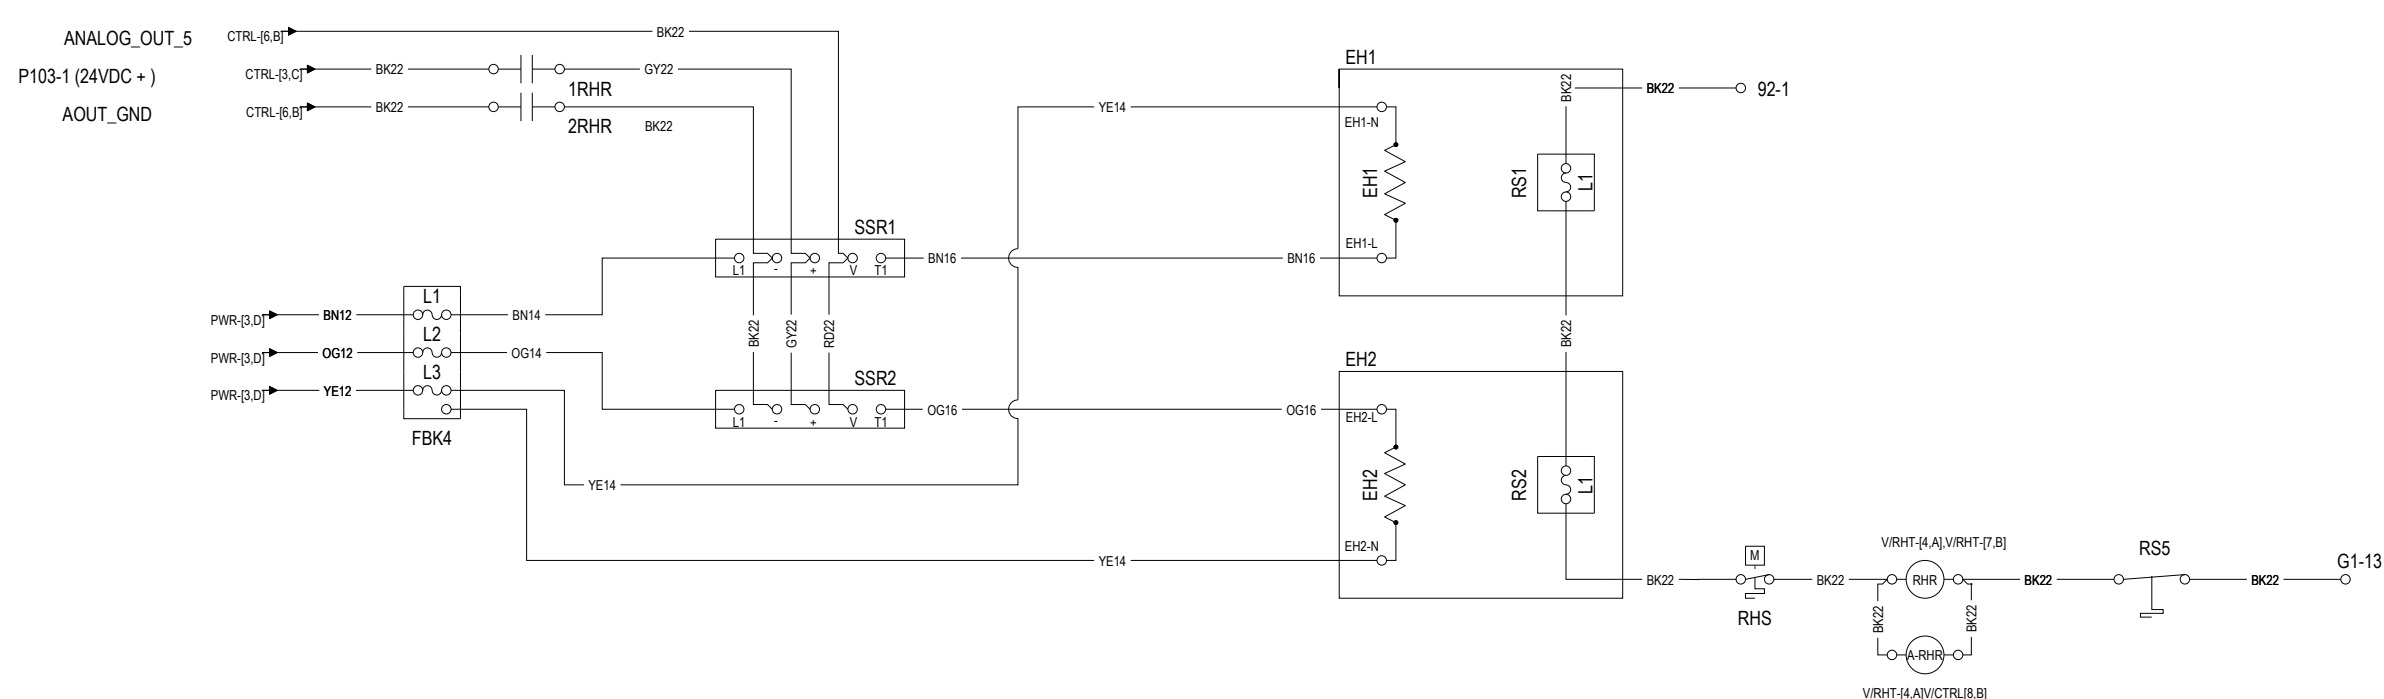 ANALOG_OUT_5 CTRL-[6,B] BK22
P103-1 (24VDC + ) CTRL-[3,C] BK22 GY22
1RHR
AOUT_GND CTRL-[6,B] BK22
2RHR BK22
EH1
BK22 BK22 92-1
YE14
EH1-N
EH1
RS1 L1
EH1-L
SSR1
L1 - + V T1
BN16 BN16
L1
PWR-[3,D] BN12 BN14
L2
PWR-[3,D] OG12 OG14
L3
PWR-[3,D] YE12
FBK4
BK22 GY22 RD22
BK22
SSR2
L1 - + V T1
OG16 OG16
EH2
EH2-L
EH2
RS2 L1
EH2-N
YE14
YE14
BK22
M
RHS
BK22
V/RHT-[4,A],V/RHT-[7,B]
RHR
BK22 BK22
A-RHR
V/RHT-[4,A]V/CTRL[8,B]
BK22
RS5
BK22
G1-13